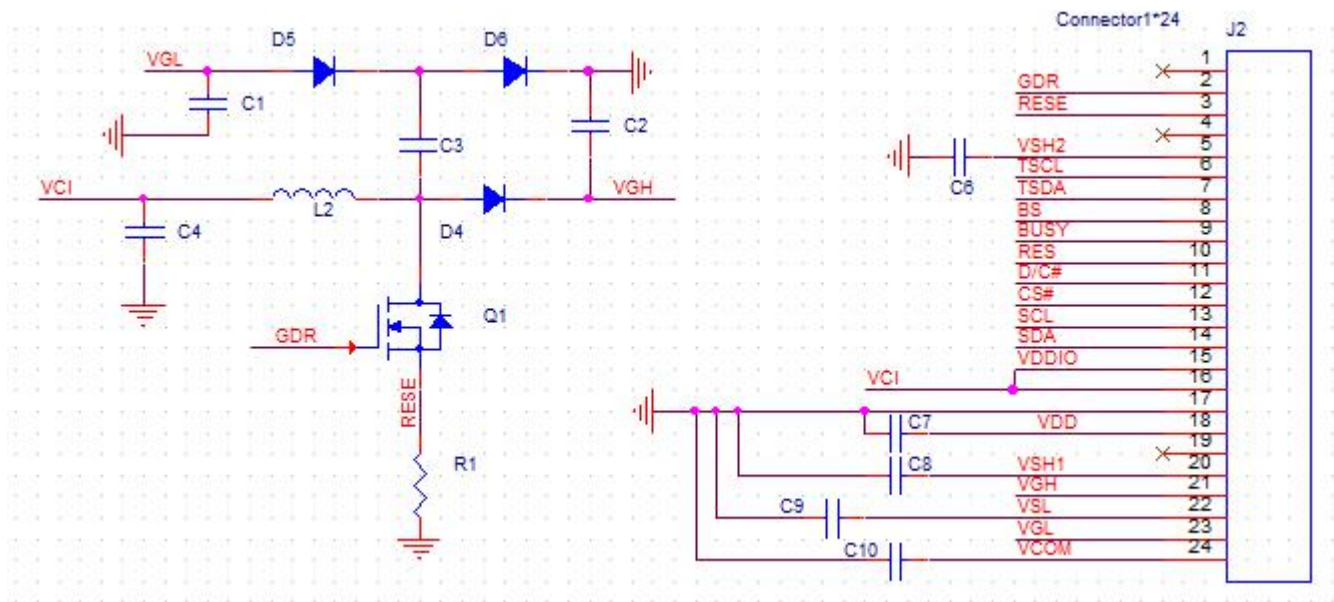 Connector1*24
J2
D5
D6
VGL
C1
C2
C3
VCI
L2
D4
VGH
C4
GDR
Q1
RESE
R1
1
GDR
2
RESE
3
4
VSH2
5
C6
TSCL
6
TSDA
7
BS
8
BUSY
9
RES
10
D/C#
11
CS#
12
SCL
13
SDA
14
VDDIO
15
VCI
16
17
C7
VDD
18
19
C8
VSH1
20
VGH
21
C9
VSL
22
VGL
23
C10
VCOM
24